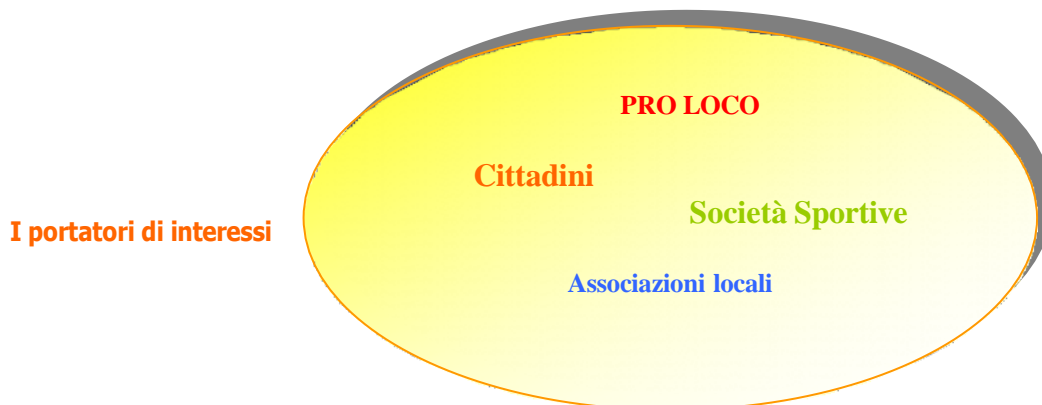 PRO LOCO
Cittadini
Società Sportive
I portatori di interessi
Associazioni locali